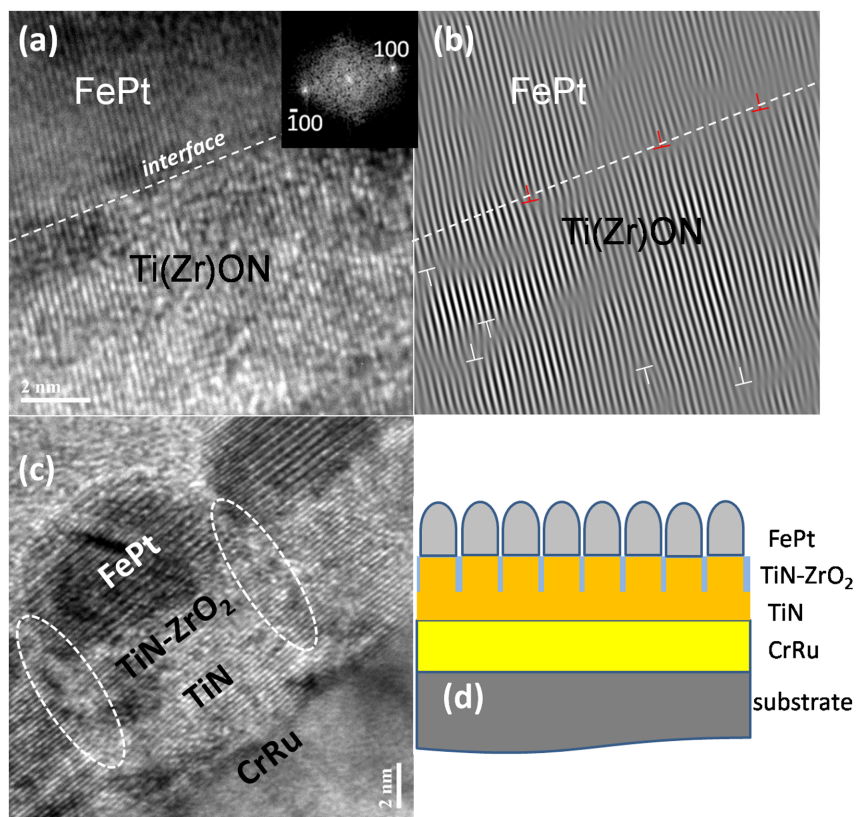 (a)
FePt
interface
Ti(Zr)ON
2 nm
100
1̄00
(b)
FePt
Ti(Zr)ON
(c)
FePt
TiN-ZrO₂
TiN
CrRu
2 nm
FePt
TiN-ZrO₂
TiN
CrRu
(d)
substrate